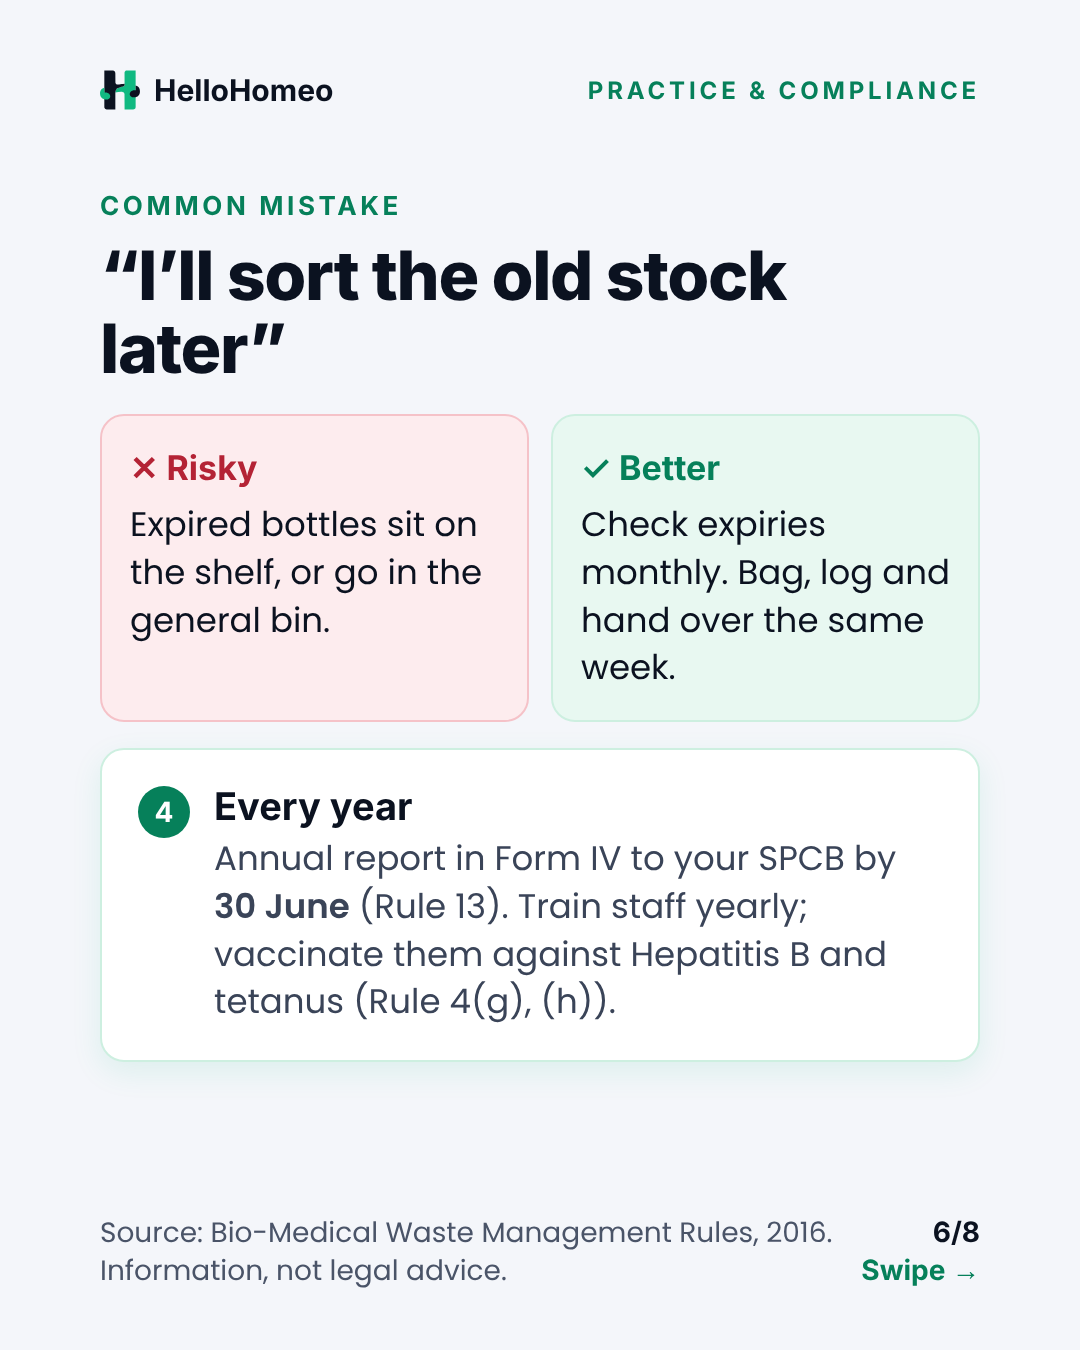 HelloHomeo
PRACTICE & COMPLIANCE
COMMON MISTAKE
“I’ll sort the old stock
later”
✕ Risky
Expired bottles sit on
the shelf, or go in the
general bin.
✓ Better
Check expiries
monthly. Bag, log and
hand over the same
week.
4
Every year
Annual report in Form IV to your SPCB by
30 June (Rule 13). Train staff yearly;
vaccinate them against Hepatitis B and
tetanus (Rule 4(g), (h)).
Source: Bio-Medical Waste Management Rules, 2016.
Information, not legal advice.
6/8
Swipe →